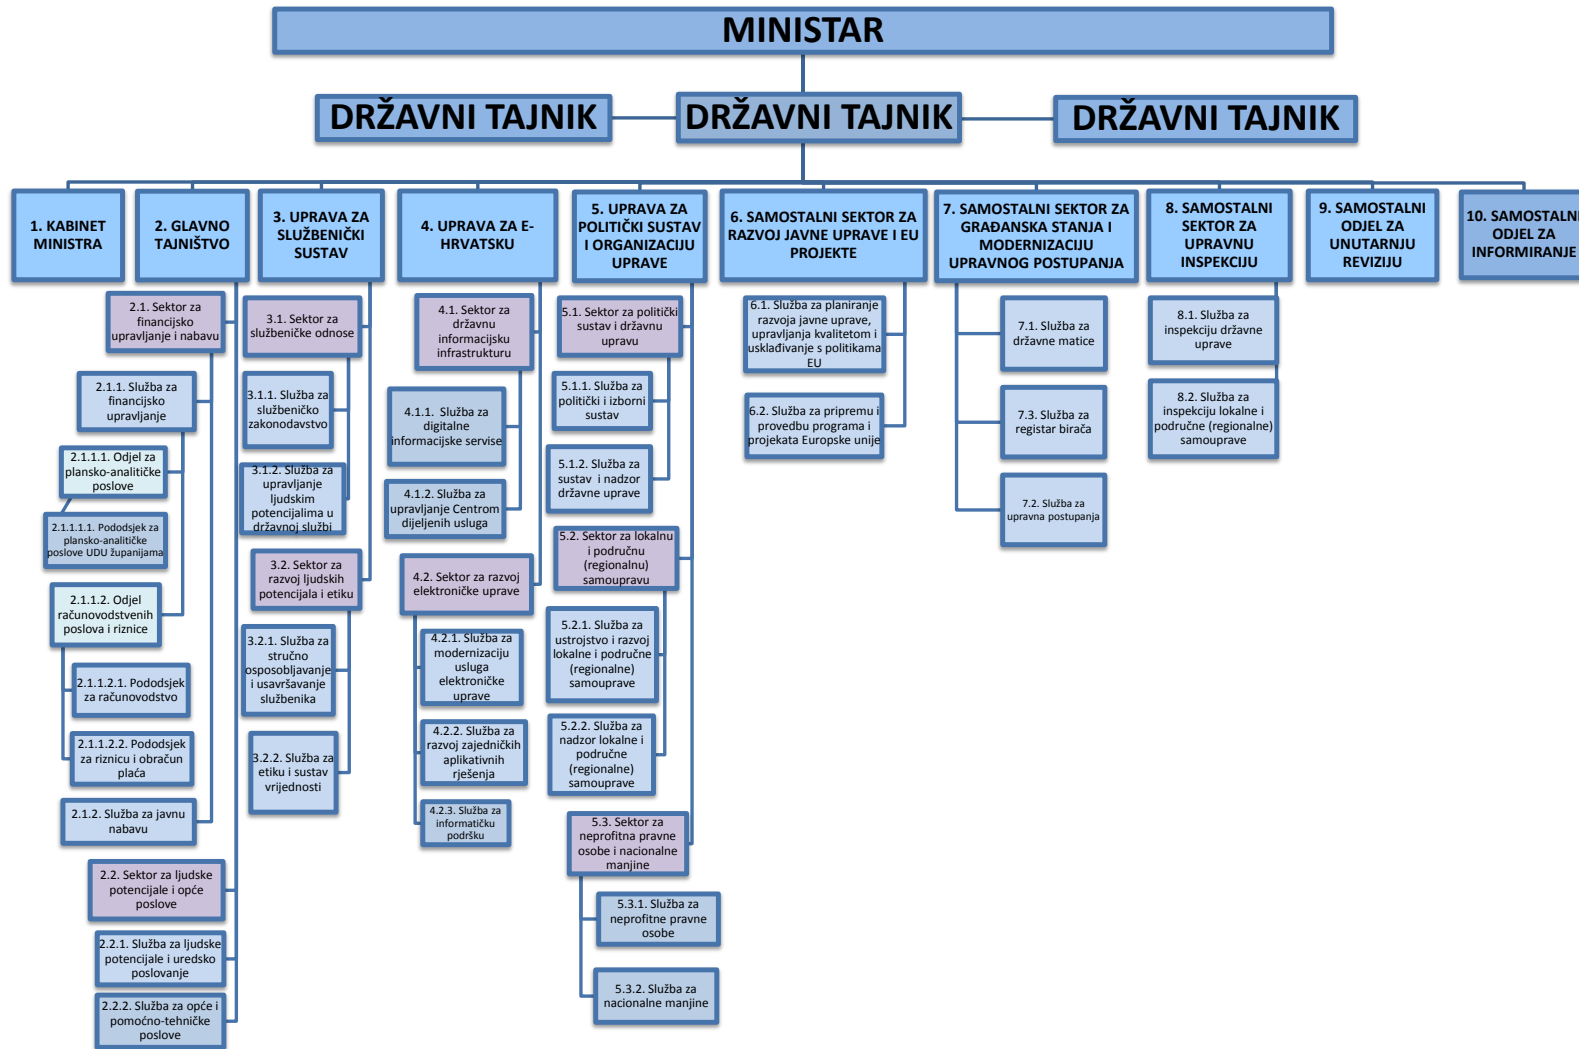 MINISTAR
DRŽAVNI TAJNIK
DRŽAVNI TAJNIK
DRŽAVNI TAJNIK
1. KABINET
MINISTRA
2. GLAVNO
TAJNIŠTVO
3. UPRAVA ZA
SLUŽBENIČKI
SUSTAV
4. UPRAVA ZA E-
HRVATSKU
5. UPRAVA ZA
POLITIČKI SUSTAV
I ORGANIZACIJU
UPRAVE
6. SAMOSTALNI SEKTOR ZA
RAZVOJ JAVNE UPRAVE I EU
PROJEKTE
7. SAMOSTALNI SEKTOR ZA
GRAĐANSKA STANJA I
MODERNIZACIJU
UPRAVNOG POSTUPANJA
8. SAMOSTALNI
SEKTOR ZA
UPRAVNU
INSPEKCIJU
9. SAMOSTALNI
ODJEL ZA
UNUTARNJU
REVIZIJU
10. SAMOSTALNI
ODJEL ZA
INFORMIRANJE
2.1. Sektor za
financijsko
upravljanje i nabavu
2.1.1. Služba za
financijsko
upravljanje
2.1.1.1. Odjel za
plansko-analitičke
poslove
2.1.1.1.1. Pododsjek za
plansko-analitičke
poslove UDU županijama
2.1.1.2. Odjel
računovodstvenih
poslova i riznice
2.1.1.2.1. Pododsjek
za računovodstvo
2.1.1.2.2. Pododsjek
za riznicu i obračun
plaća
2.1.2. Služba za javnu
nabavu
2.2. Sektor za ljudske
potencijale i opće
poslove
2.2.1. Služba za ljudske
potencijale i uredsko
poslovanje
2.2.2. Služba za opće i
pomoćno-tehničke
poslove
3.1. Sektor za
službeničke odnose
3.1.1. Služba za
službeničko
zakonodavstvo
3.1.2. Služba za
upravljanje
ljudskim
potencijalima u
državnoj službi
3.2. Sektor za
razvoj ljudskih
potencijala i etiku
3.2.1. Služba za
stručno
osposobljavanje
i usavršavanje
službenika
3.2.2. Služba za
etiku i sustav
vrijednosti
4.1. Sektor za
državnu
informacijsku
infrastrukturu
4.1.1. Služba za
digitalne
informacijske servise
4.1.2. Služba za
upravljanje Centrom
dijeljenih usluga
4.2. Sektor za razvoj
elektroničke uprave
4.2.1. Služba za
modernizaciju
usluga
elektroničke
uprave
4.2.2. Služba za
razvoj zajedničkih
aplikativnih
rješenja
4.2.3. Služba za
informatičku
podršku
5.1. Sektor za politički
sustav i državnu
upravu
5.1.1. Služba za
politički i izborni
sustav
5.1.2. Služba za
sustav i nadzor
državne uprave
5.2. Sektor za lokalnu
i područnu
(regionalnu)
samoupravu
5.2.1. Služba za
ustrojstvo i razvoj
lokalne i područne
(regionalne)
samouprave
5.2.2. Služba za
nadzor lokalne i
područne
(regionalne)
samouprave
5.3. Sektor za
neprofitna pravne
osobe i nacionalne
manjine
5.3.1. Služba za
neprofitne pravne
osobe
5.3.2. Služba za
nacionalne manjine
6.1. Služba za planiranje
razvoja javne uprave,
upravljanja kvalitetom i
usklađivanje s politikama
EU
6.2. Služba za pripremu i
provedbu programa i
projekata Europske unije
7.1. Služba za
državne matice
7.3. Služba za
registar birača
7.2. Služba za
upravna postupanja
8.1. Služba za
inspekciju državne
uprave
8.2. Služba za
inspekciju lokalne i
područne (regionalne)
samouprave